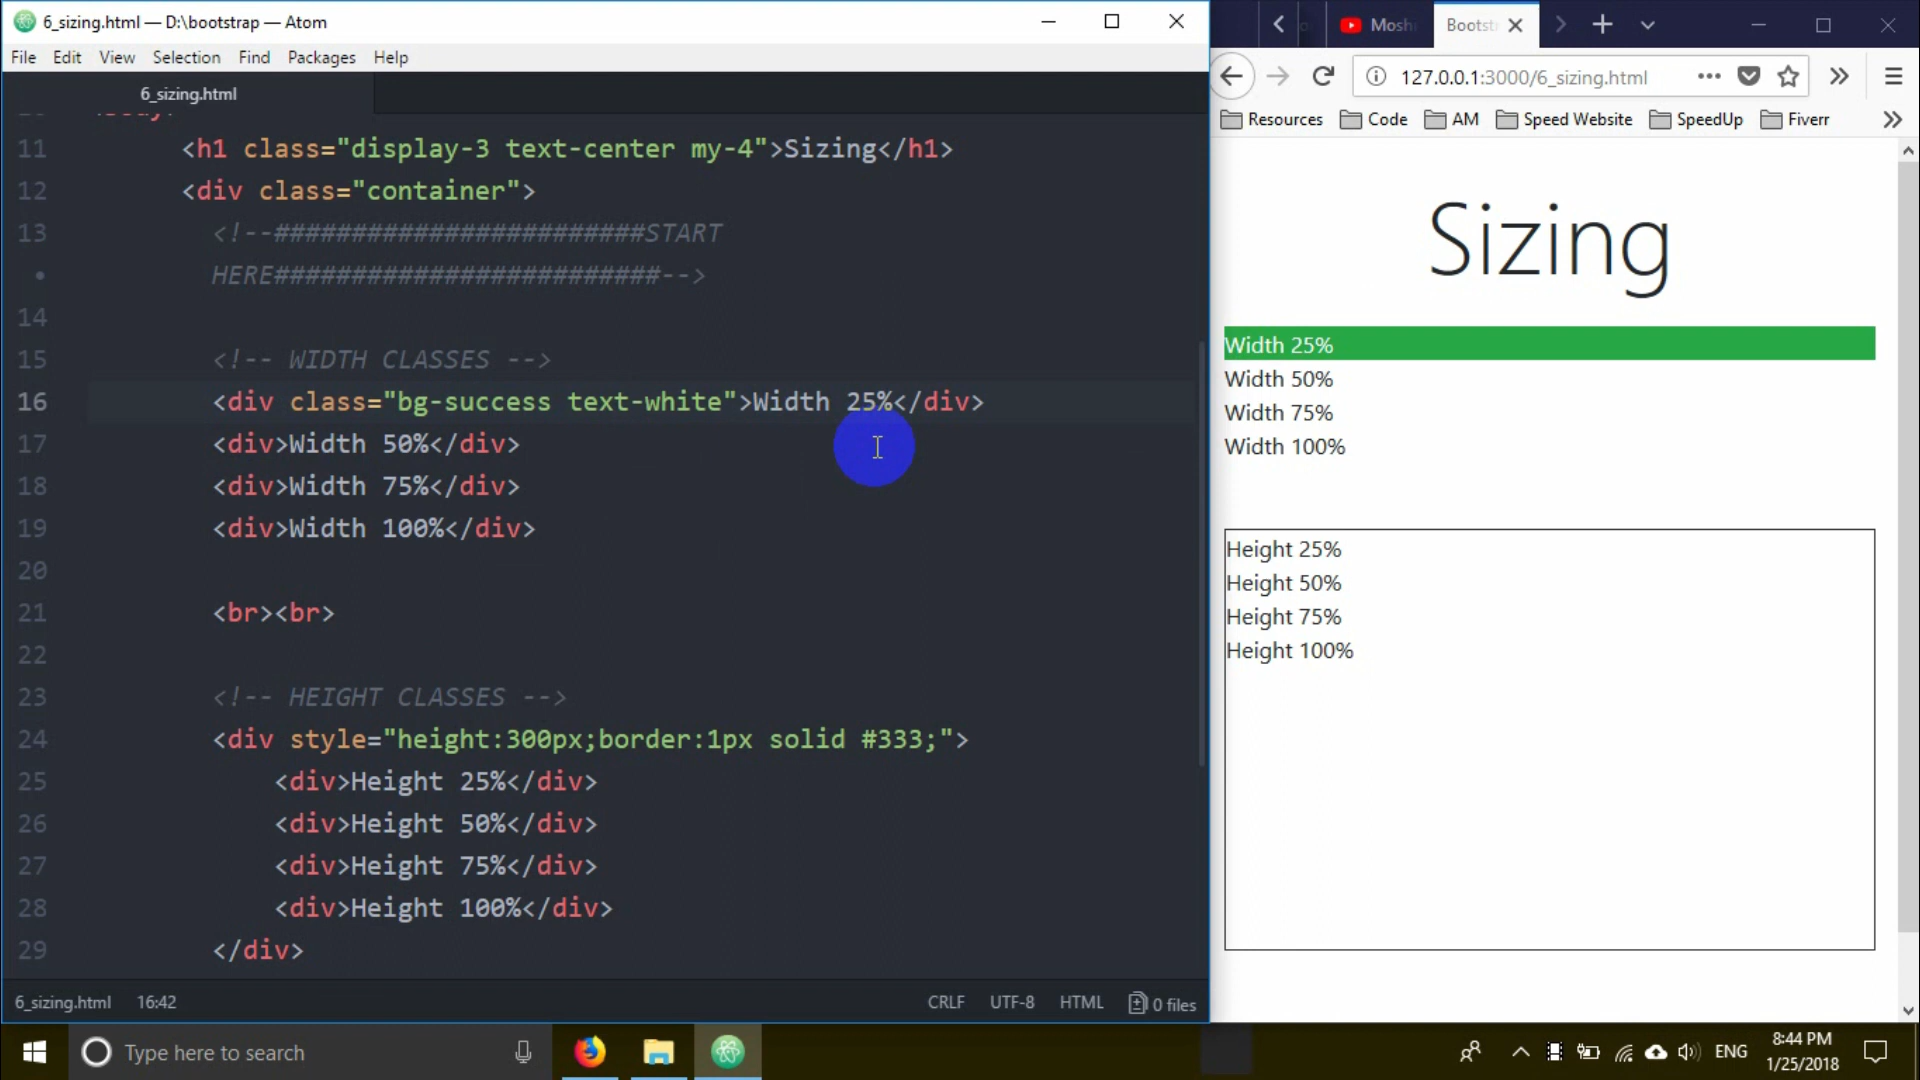 6_sizing.html — D:\bootstrap — Atom
File Edit View Selection Find Packages Help
6_sizing.html
11 <h1 class="display-3 text-center my-4">Sizing</h1>
12 <div class="container">
13 <!--########################START
• HERE#########################-->
14
15 <!-- WIDTH CLASSES -->
16 <div class="bg-success text-white">Width 25%</div>
17 <div>Width 50%</div>
18 <div>Width 75%</div>
19 <div>Width 100%</div>
20
21 <br><br>
22
23 <!-- HEIGHT CLASSES -->
24 <div style="height:300px;border:1px solid #333;">
25 <div>Height 25%</div>
26 <div>Height 50%</div>
27 <div>Height 75%</div>
28 <div>Height 100%</div>
29 </div>
6_sizing.html 16:42 CRLF UTF-8 HTML 0 files
Mosh Bootst
127.0.0.1:3000/6_sizing.html
Resources Code AM Speed Website SpeedUp Fiverr
Sizing
Width 25%
Width 50%
Width 75%
Width 100%
Height 25%
Height 50%
Height 75%
Height 100%
Type here to search
ENG
8:44 PM
1/25/2018